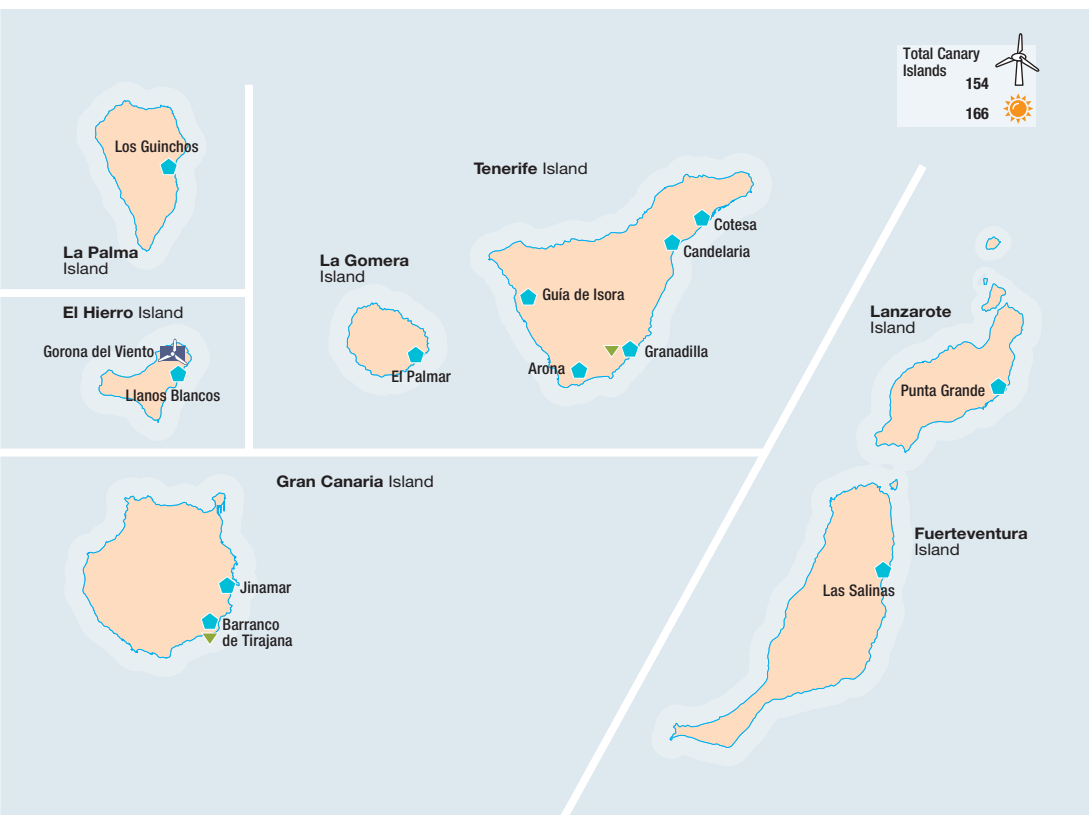 Total Canary
Islands
154
166
Los Guinchos
La Palma
Island
Tenerife Island
Cotesa
Candelaria
La Gomera
Island
Guía de Isora
El Hierro Island
Gorona del Viento
Llanos Blancos
El Palmar
Granadilla
Arona
Lanzarote
Island
Punta Grande
Gran Canaria Island
Jinamar
Barranco
de Tirajana
Fuerteventura
Island
Las Salinas